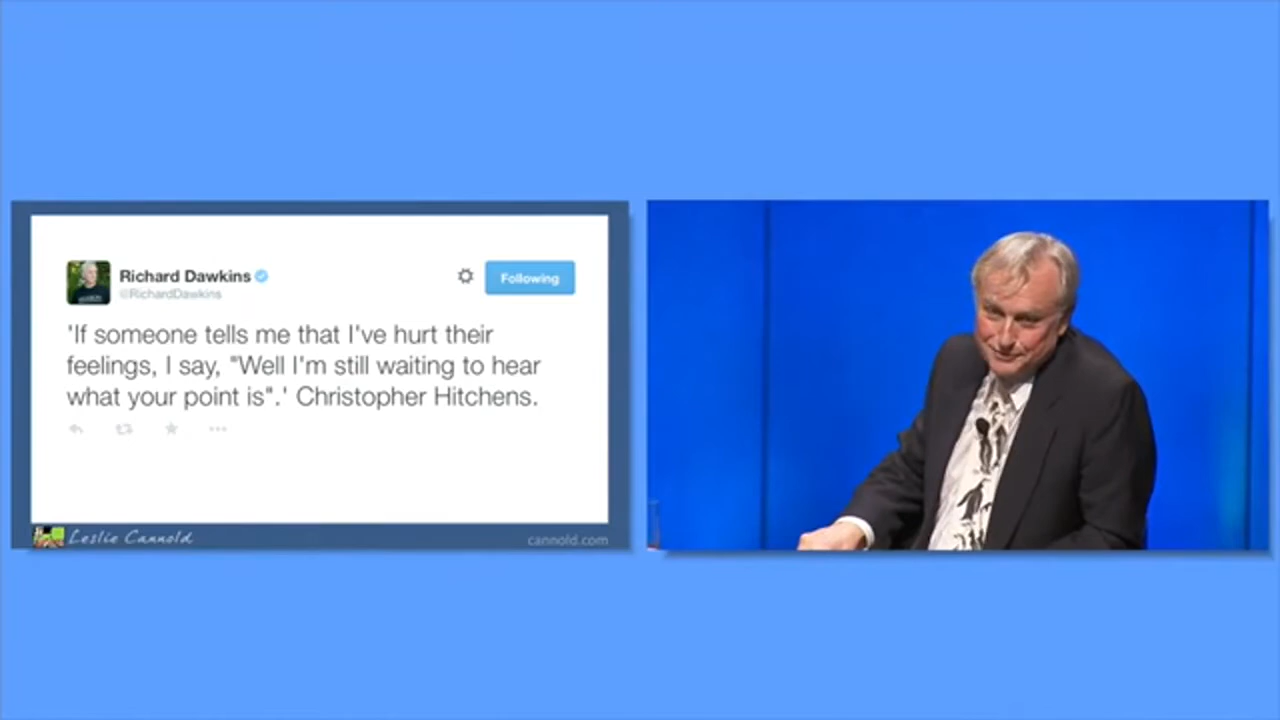 Richard Dawkins
@RichardDawkins
Following
'If someone tells me that I've hurt their
feelings, I say, "Well I'm still waiting to hear
what your point is".' Christopher Hitchens.
Leslie Cannold
cannold.com